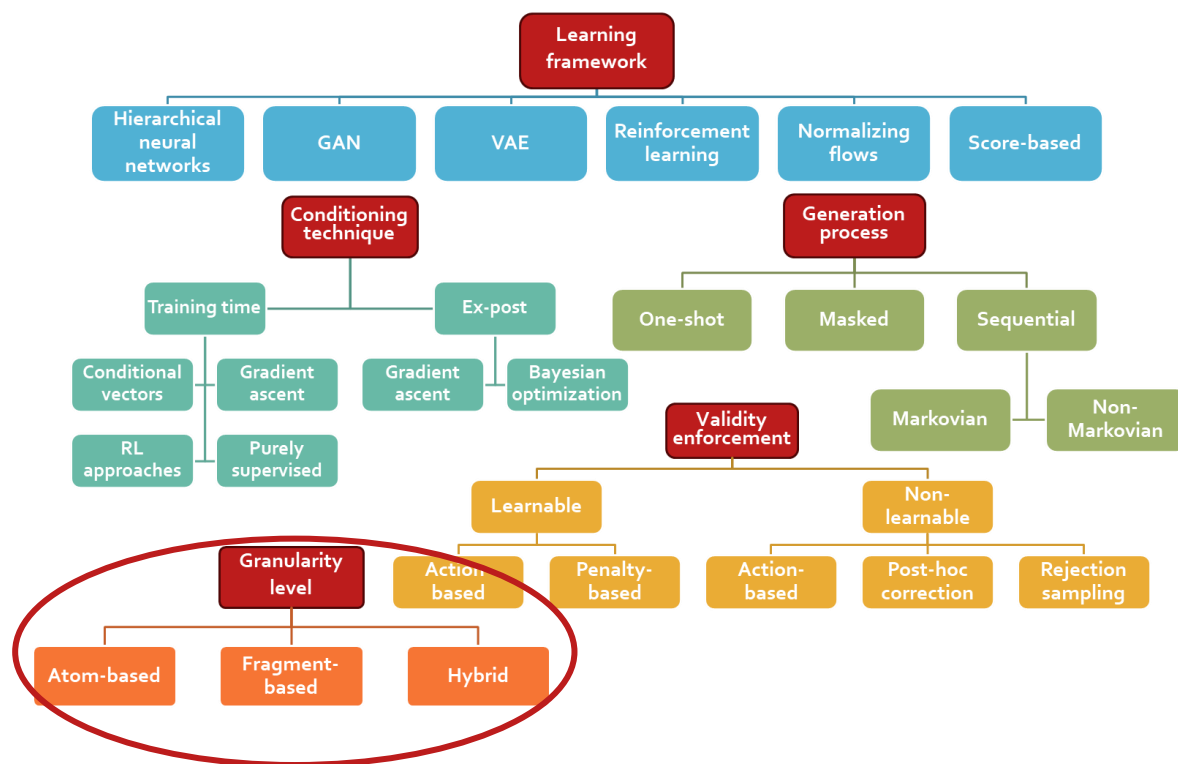 Learning
framework
Hierarchical
neural
networks
GAN
VAE
Reinforcement
learning
Normalizing
flows
Score-based
Conditioning
technique
Generation
process
Training time
Ex-post
One-shot
Masked
Sequential
Conditional
vectors
Gradient
ascent
Gradient
ascent
Bayesian
optimization
RL
approaches
Purely
supervised
Markovian
Non-
Markovian
Validity
enforcement
Learnable
Non-
learnable
Action-
based
Penalty-
based
Action-
based
Post-hoc
correction
Rejection
sampling
Granularity
level
Atom-based
Fragment-
based
Hybrid